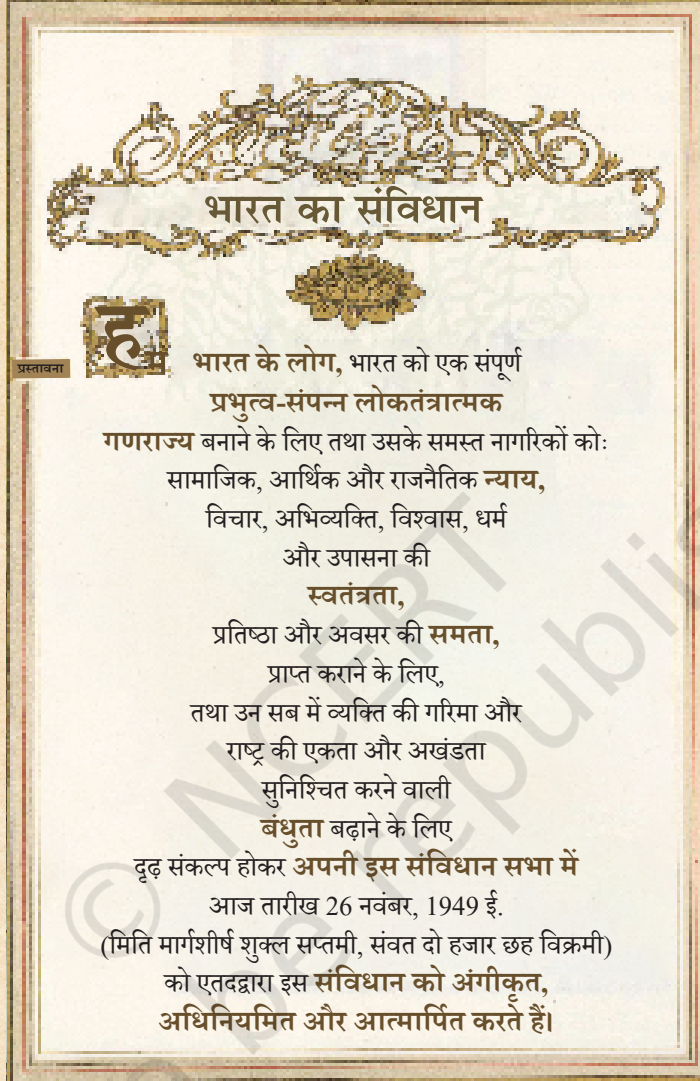 भारत का संविधान
प्रस्तावना
हम भारत के लोग, भारत को एक संपूर्ण
प्रभुत्व-संपन्न लोकतंत्रात्मक
गणराज्य बनाने के लिए तथा उसके समस्त नागरिकों को:
सामाजिक, आर्थिक और राजनैतिक न्याय,
विचार, अभिव्यक्ति, विश्वास, धर्म
और उपासना की
स्वतंत्रता,
प्रतिष्ठा और अवसर की समता,
प्राप्त कराने के लिए,
तथा उन सब में व्यक्ति की गरिमा और
राष्ट्र की एकता और अखंडता
सुनिश्चित करने वाली
बंधुता बढ़ाने के लिए
दृढ़ संकल्प होकर अपनी इस संविधान सभा में
आज तारीख 26 नवंबर, 1949 ई.
(मिति मार्गशीर्ष शुक्ल सप्तमी, संवत दो हजार छह विक्रमी)
को एतदद्वारा इस संविधान को अंगीकृत,
अधिनियमित और आत्मार्पित करते हैं।
© NCERT
be republis